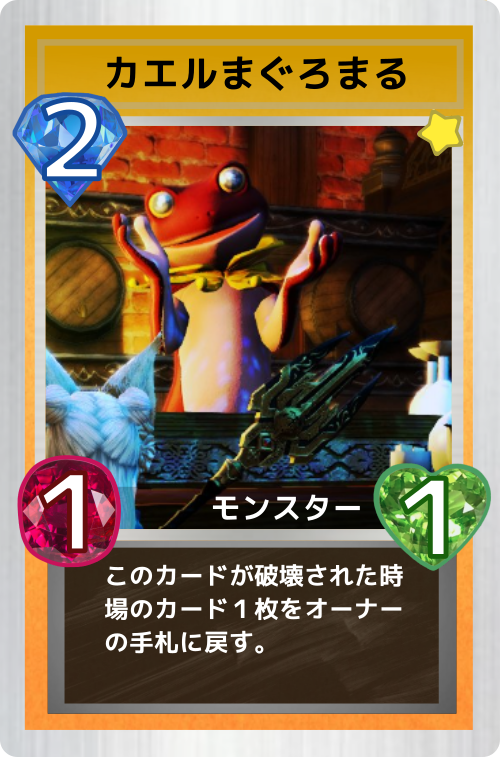 カエルまぐろまる
2
モンスター
1
1
このカードが破壊された時
場のカード１枚をオーナー
の手札に戻す。